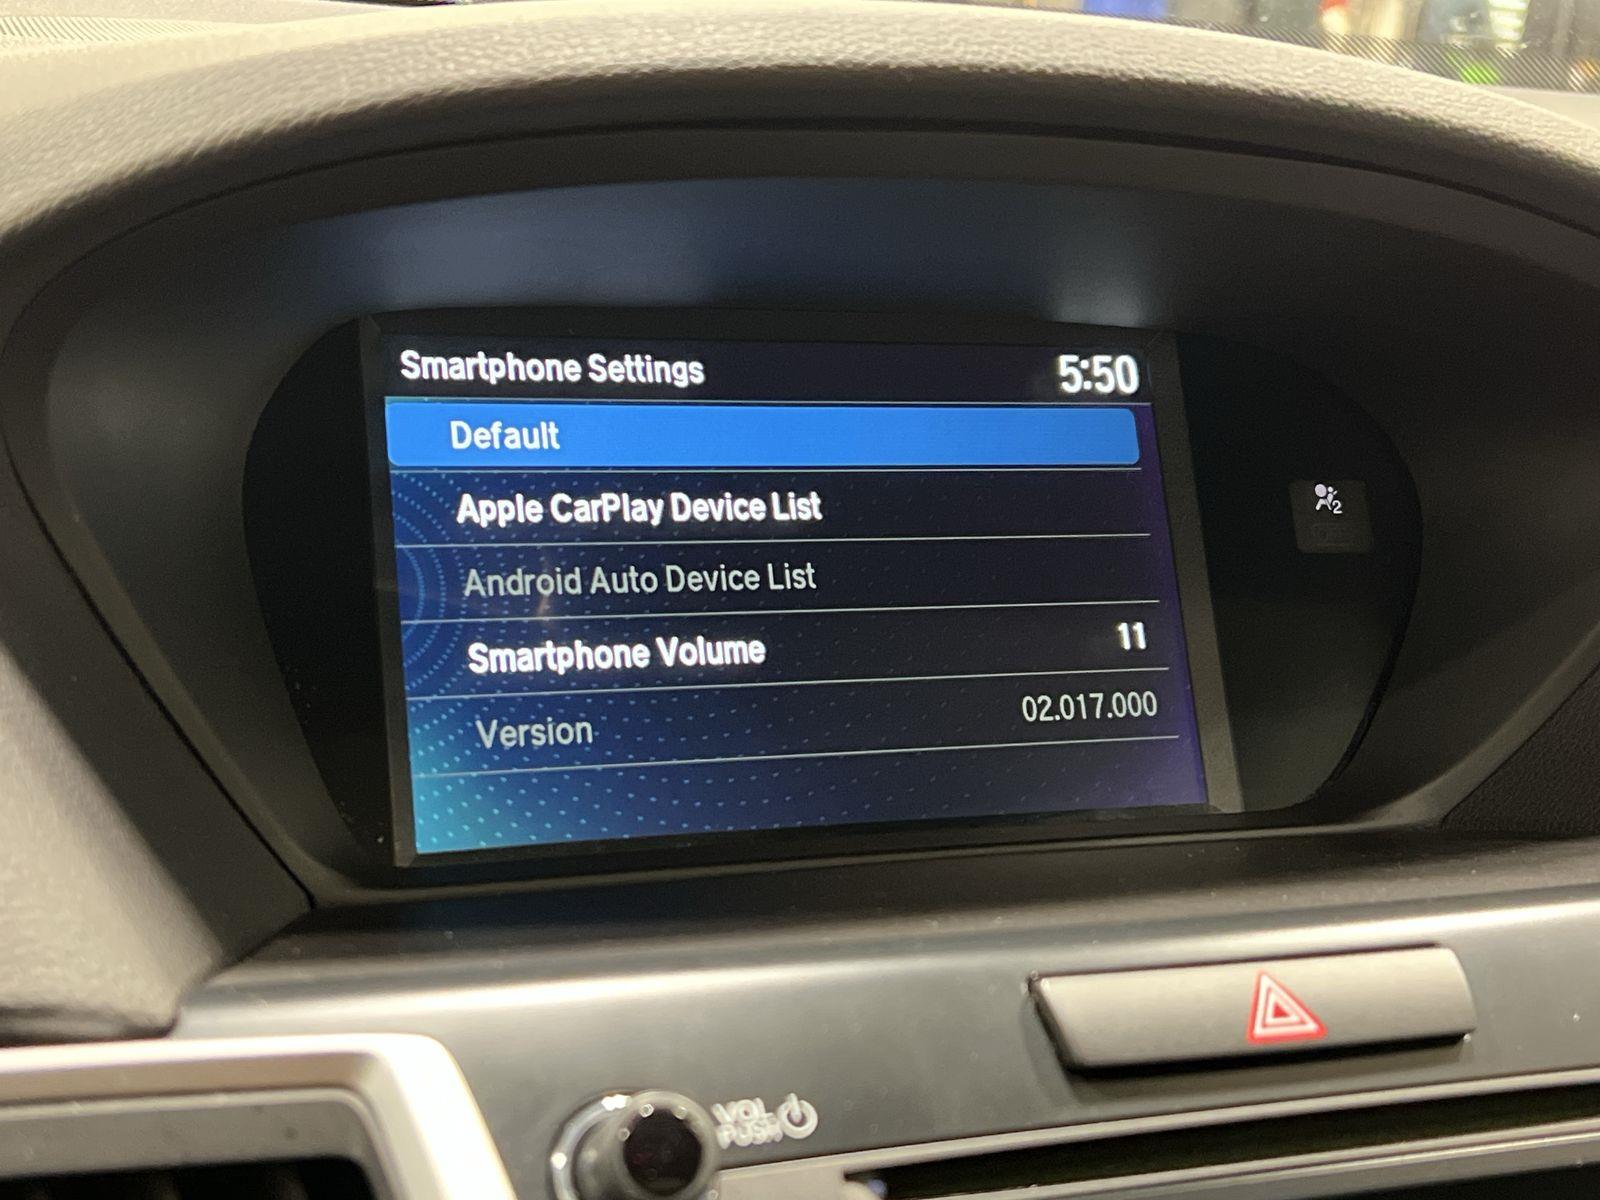 Smartphone Settings 5:50
Default
Apple CarPlay Device List
Android Auto Device List
Smartphone Volume 11
Version 02.017.000
2
VOL
PUSH